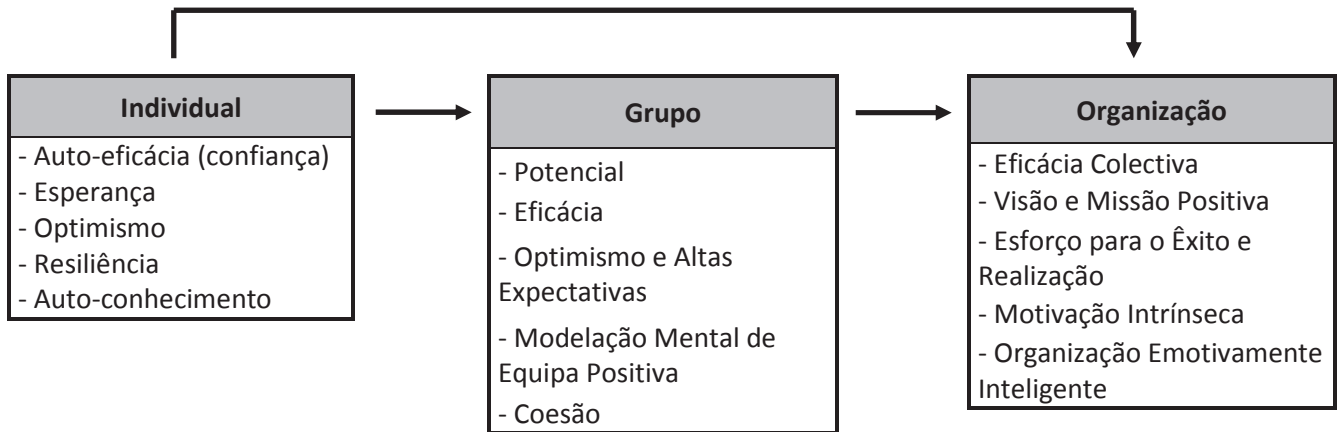 Individual
- Auto-eficácia (confiança)
- Esperança
- Optimismo
- Resiliência
- Auto-conhecimento
Grupo
- Potencial
- Eficácia
- Optimismo e Altas
Expectativas
- Modelação Mental de
Equipa Positiva
- Coesão
Organização
- Eficácia Colectiva
- Visão e Missão Positiva
- Esforço para o Êxito e
Realização
- Motivação Intrínseca
- Organização Emotivamente
Inteligente